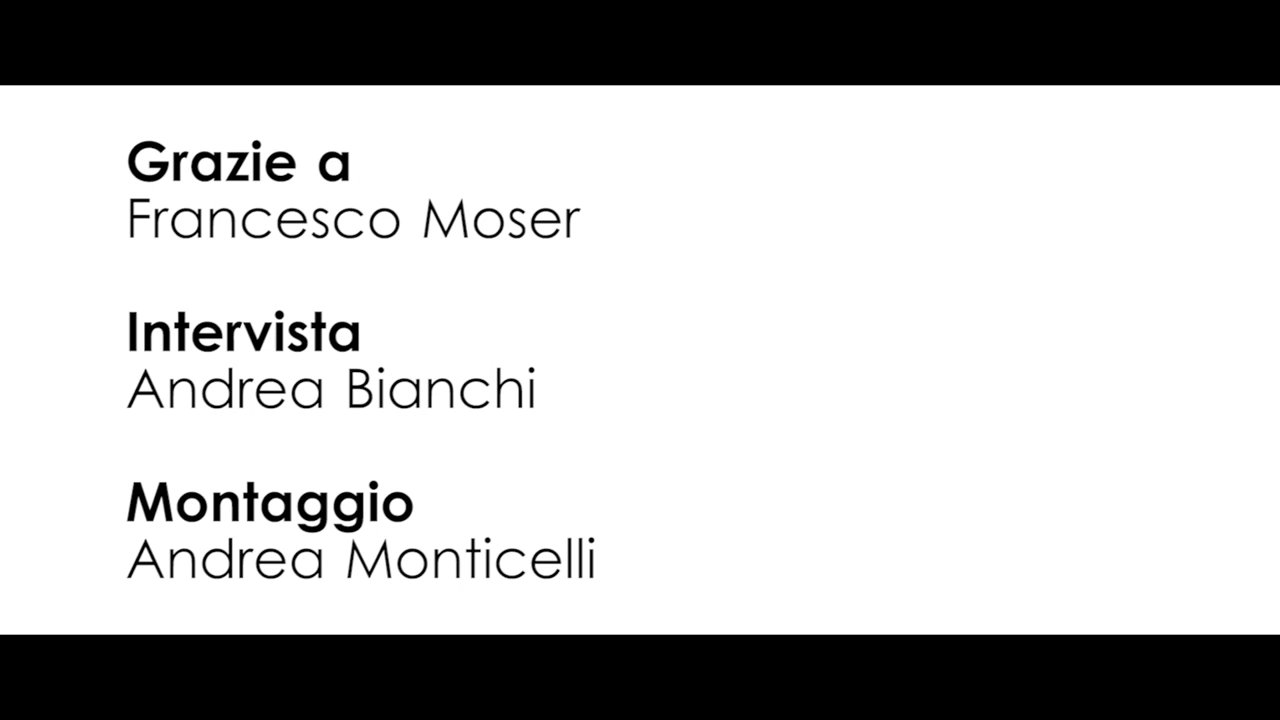 Grazie a
Francesco Moser
Intervista
Andrea Bianchi
Montaggio
Andrea Monticelli